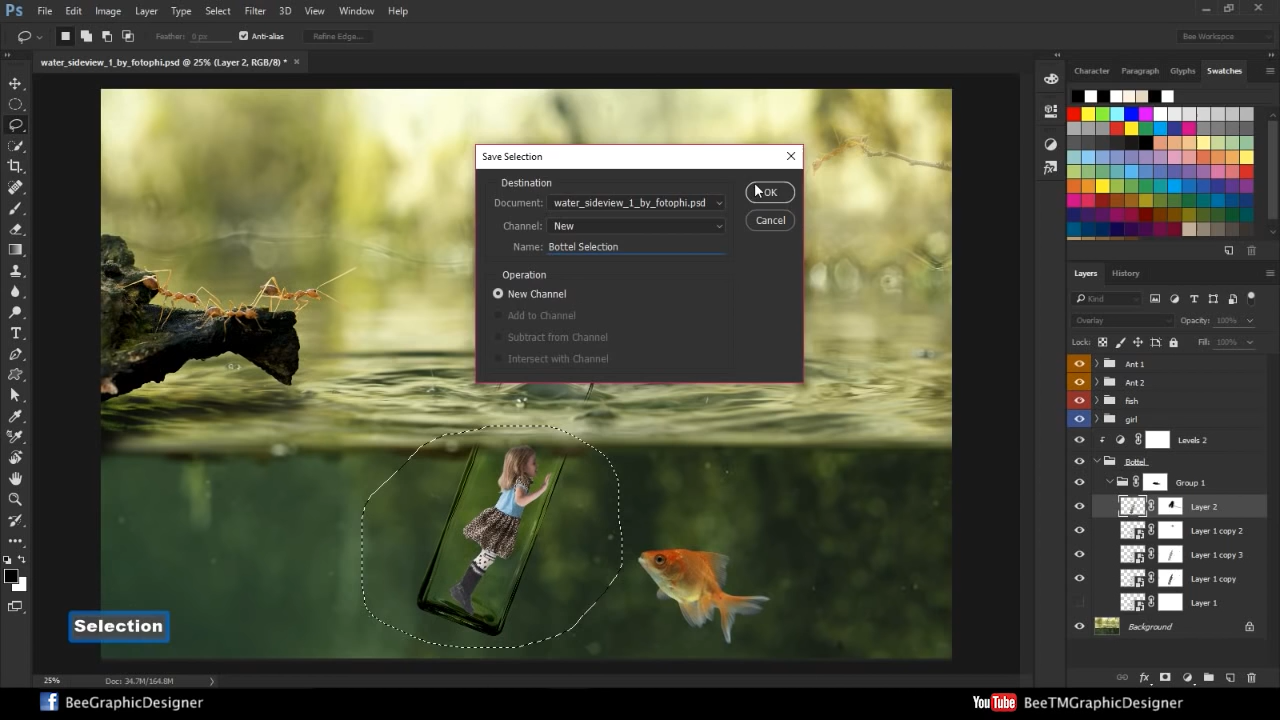 Ps File Edit Image Layer Type Select Filter 3D View Window Help
Feather: 0 px Anti-alias Refine Edge... Bee Workspce
water_sideview_1_by_fotophi.psd @ 25% (Layer 2, RGB/8) * ×
Character Paragraph Glyphs Swatches
Save Selection
Destination
Document: water_sideview_1_by_fotophi.psd
OK
Channel: New
Cancel
Name: Bottel Selection
Operation
New Channel
Add to Channel
Subtract from Channel
Intersect with Channel
Layers History
Kind
Overlay Opacity: 100%
Lock: Fill: 100%
Ant 1
Ant 2
fish
girl
Levels 2
Bottel
Group 1
Layer 2
Layer 1 copy 2
Layer 1 copy 3
Layer 1 copy
Layer 1
Background
Selection
25% Doc: 34.7M/164.8M
GO fx
BeeGraphicDesigner
YouTube BeeTMGraphicDesigner